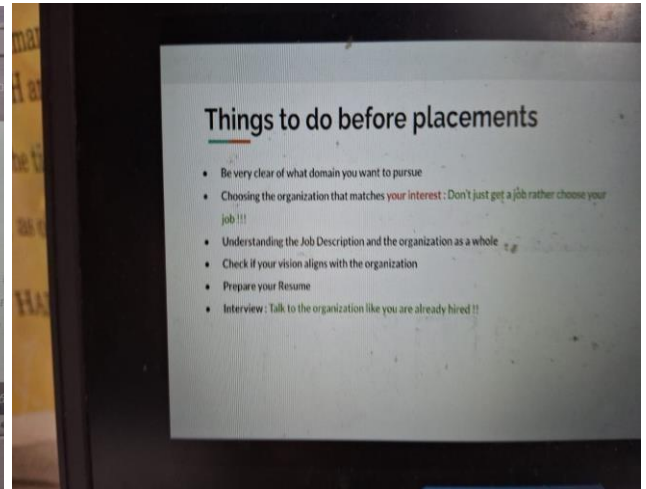 Things to do before placements
• Be very clear of what domain you want to pursue
• Choosing the organization that matches your interest : Don't just get a job rather choose your
job !!!
• Understanding the Job Description and the organization as a whole
• Check if your vision aligns with the organization
• Prepare your Resume
• Interview : Talk to the organization like you are already hired !!